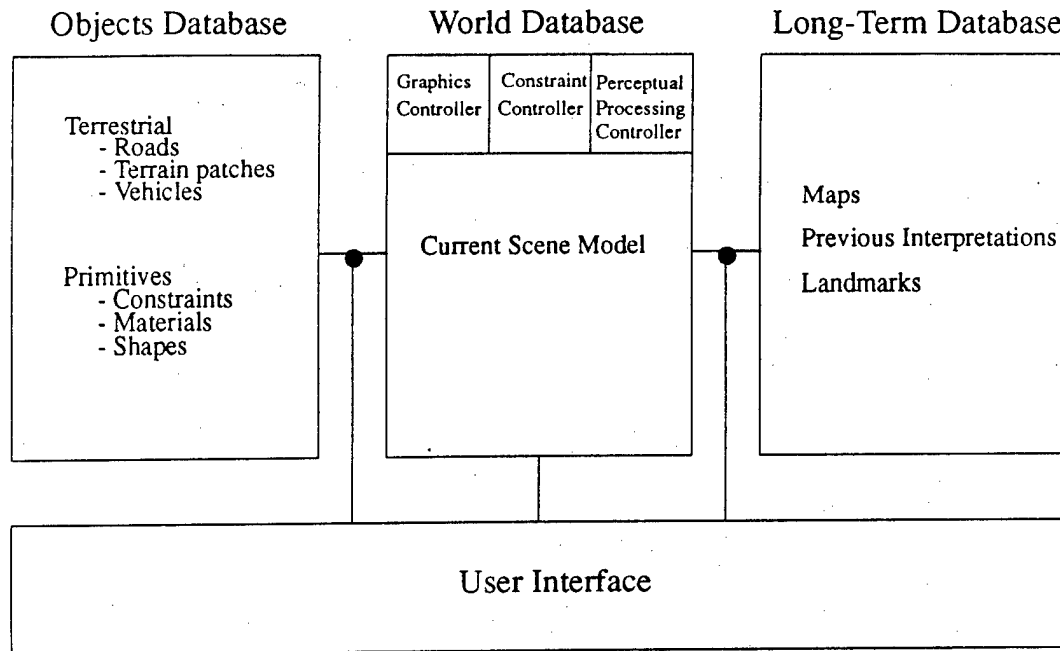 Objects Database
World Database
Long-Term Database
Terrestrial
- Roads
- Terrain patches
- Vehicles
Primitives
- Constraints
- Materials
- Shapes
Graphics
Controller
Constraint
Controller
Perceptual
Processing
Controller
Current Scene Model
Maps
Previous Interpretations
Landmarks
User Interface